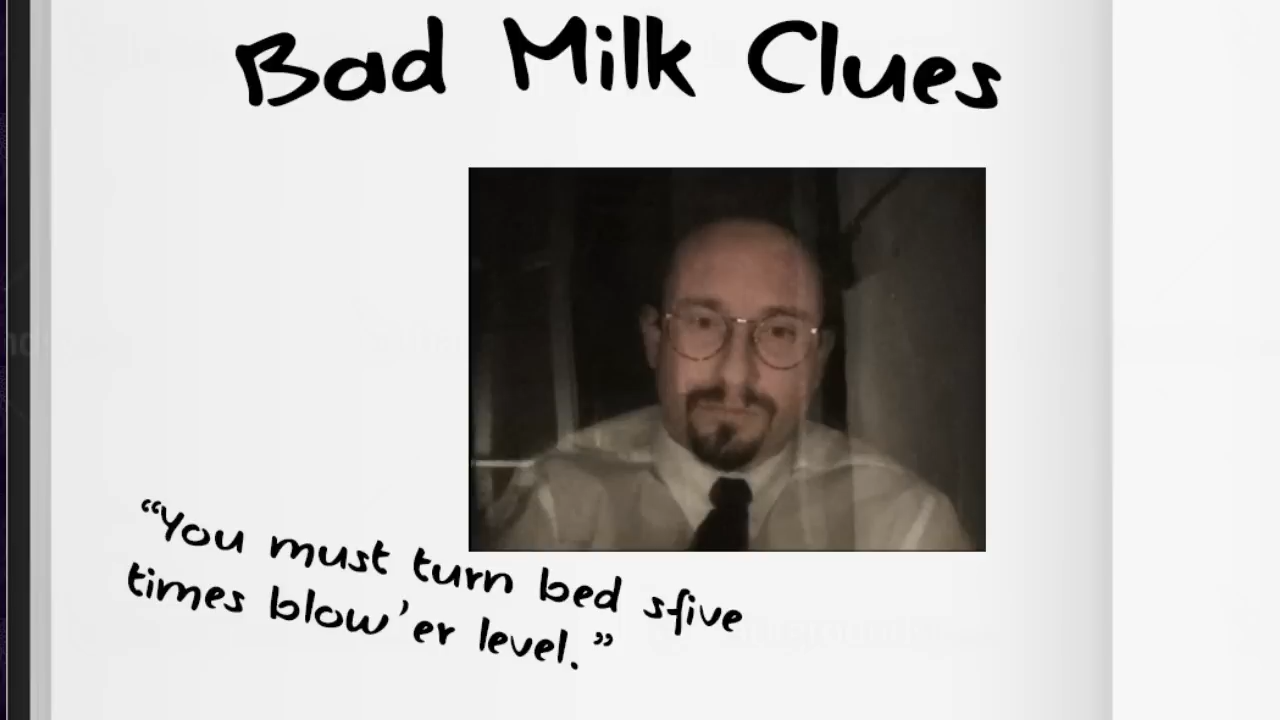 Bad Milk Clues
“You must turn bed sfive
times blow’er level.”